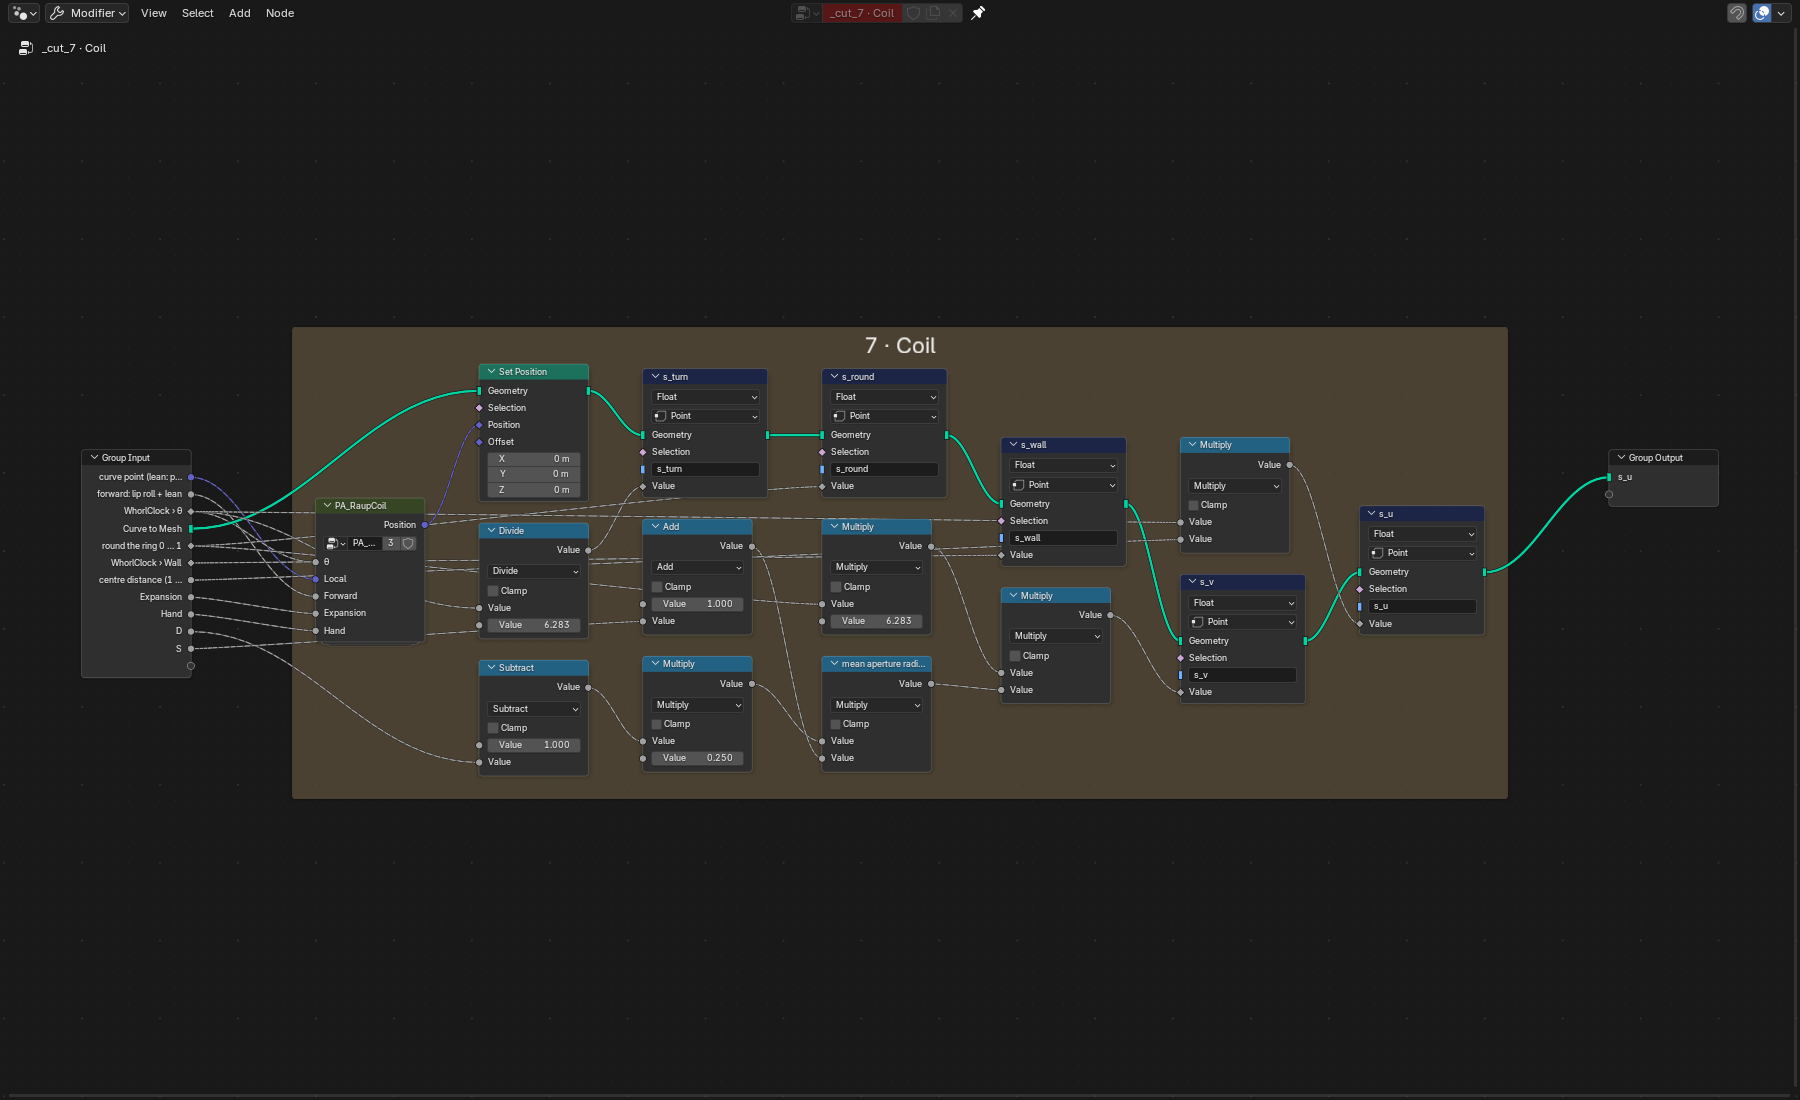 Modifier
View
Select
Add
Node
_cut_7 · Coil
_cut_7 · Coil
7 · Coil
Group Input
curve point (lean: p...
forward: lip roll + lean
WhorlClock › θ
Curve to Mesh
round the ring 0 ... 1
WhorlClock › Wall
centre distance (1 ...
Expansion
Hand
D
S
PA_RaupCoil
Position
PA_...
3
θ
Local
Forward
Expansion
Hand
Set Position
Geometry
Selection
Position
Offset
X 0 m
Y 0 m
Z 0 m
Divide
Value
Divide
Clamp
Value
Value 6.283
Subtract
Value
Subtract
Clamp
Value 1.000
Value
s_turn
Float
Point
Geometry
Selection
s_turn
Value
Add
Value
Add
Clamp
Value 1.000
Value
Multiply
Value
Multiply
Clamp
Value
Value 0.250
s_round
Float
Point
Geometry
Selection
s_round
Value
Multiply
Value
Multiply
Clamp
Value
Value 6.283
mean aperture radi...
Value
Multiply
Clamp
Value
Value
s_wall
Float
Point
Geometry
Selection
s_wall
Value
Multiply
Value
Multiply
Clamp
Value
Value
Multiply
Value
Multiply
Clamp
Value
Value
s_v
Float
Point
Geometry
Selection
s_v
Value
s_u
Float
Point
Geometry
Selection
s_u
Value
Group Output
s_u